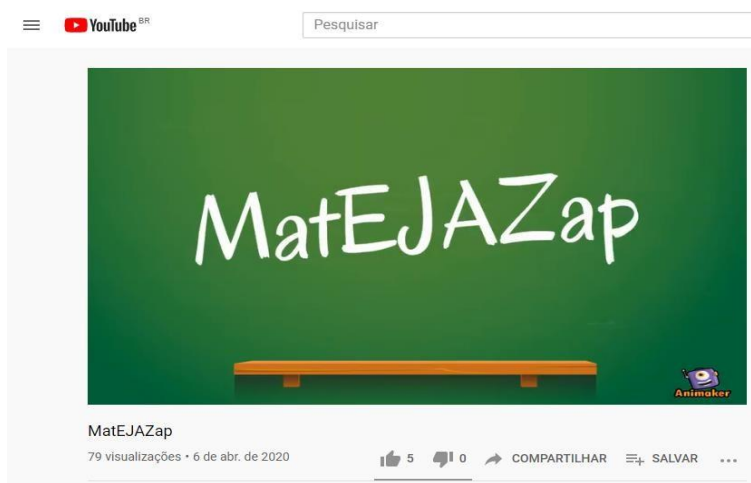 YouTube BR
Pesquisar
MatEJAZap
Animaker
MatEJAZap
79 visualizações • 6 de abr. de 2020
5 0 COMPARTILHAR SALVAR